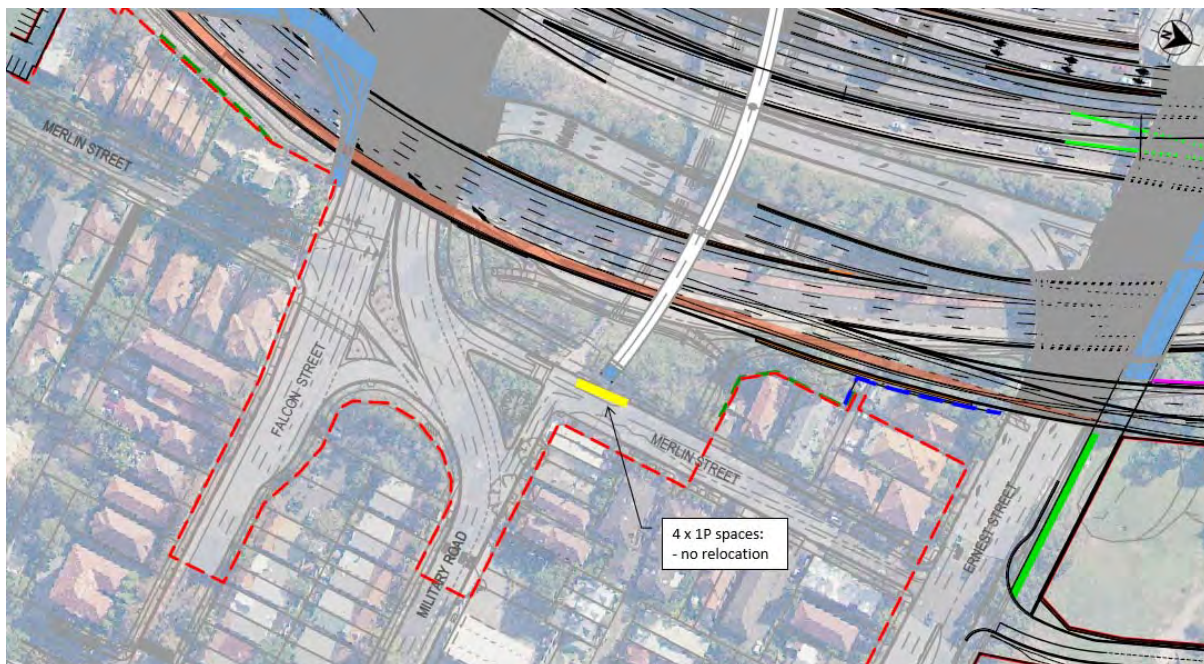 N
MERLIN STREET
FALCON STREET
MILITARY ROAD
MERLIN STREET
4 x 1P spaces:
- no relocation
ERNEST STREET